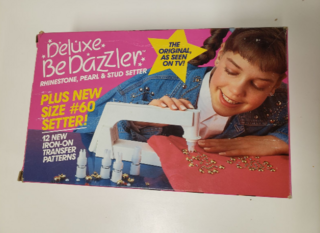 Deluxe
BeDazzler
RHINESTONE, PEARL & STUD SETTER
THE
ORIGINAL,
AS SEEN
ON TV!
PLUS NEW
SIZE #60
SETTER!
12 NEW
IRON-ON
TRANSFER
PATTERNS